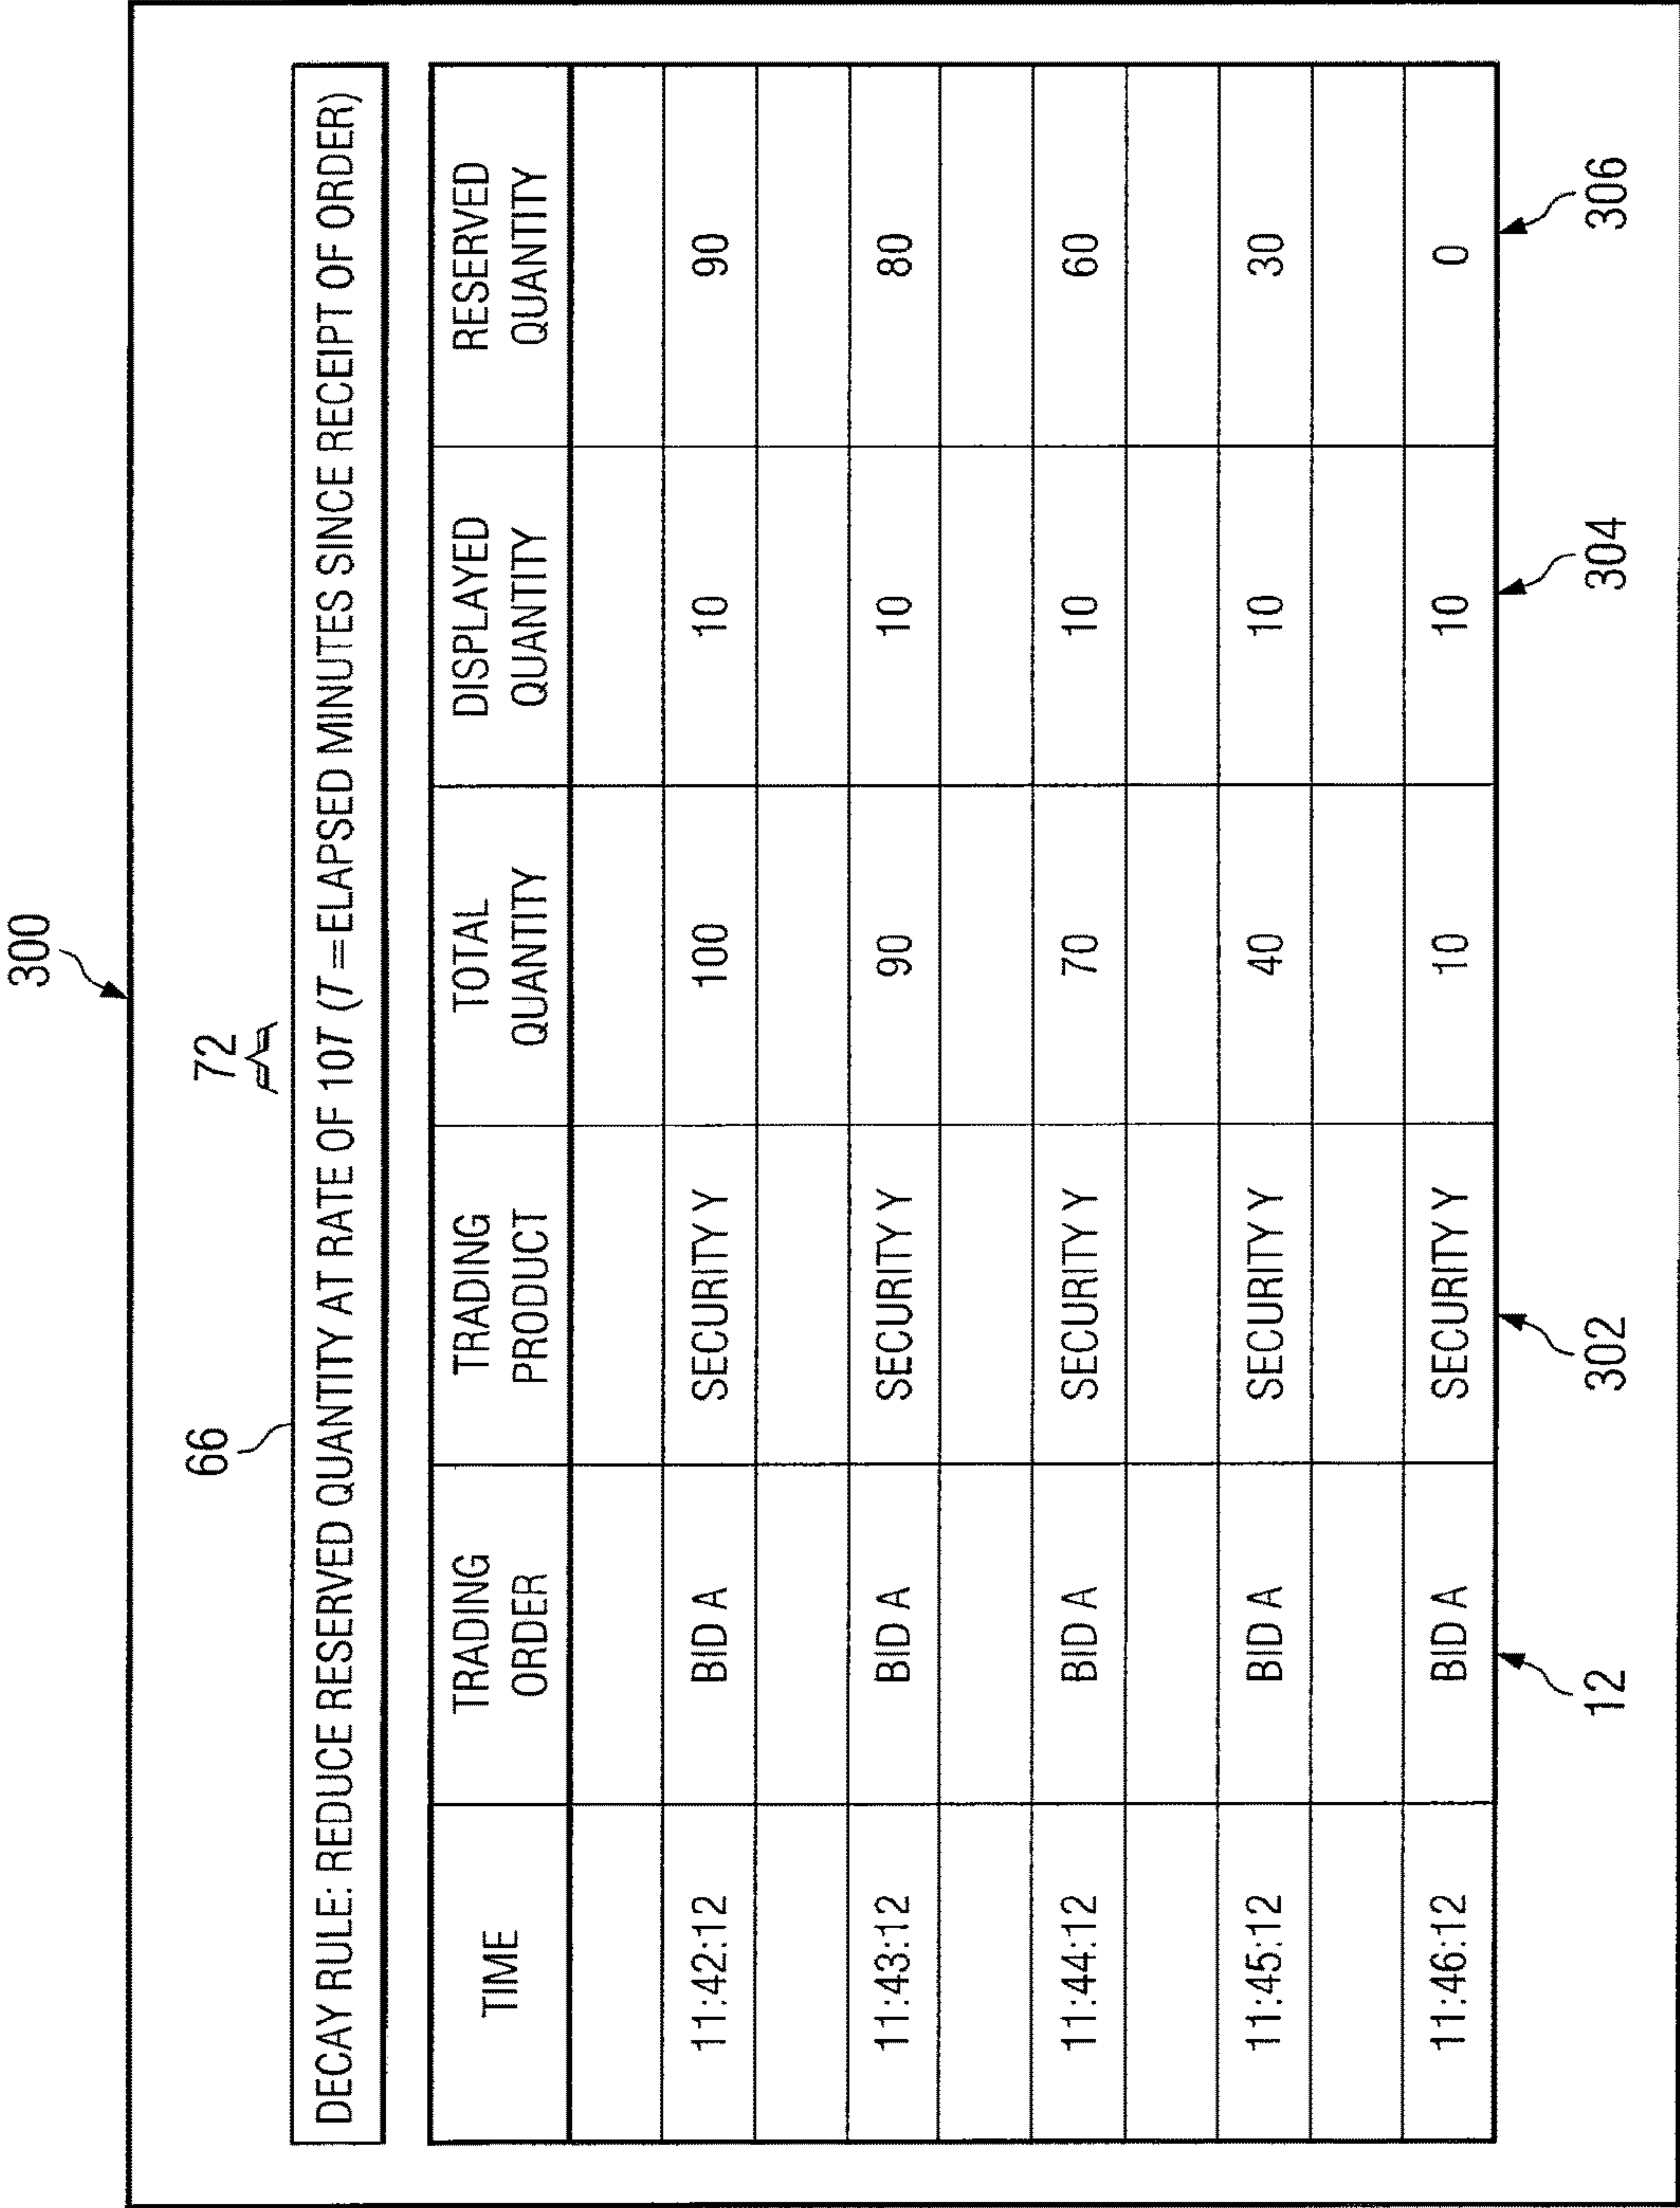 300
66
72
DECAY RULE: REDUCE RESERVED QUANTITY AT RATE OF 10T (T=ELAPSED MINUTES SINCE RECEIPT OF ORDER)
TIME TRADING ORDER TRADING PRODUCT TOTAL QUANTITY DISPLAYED QUANTITY RESERVED QUANTITY
11:42:12 BID A SECURITY Y 100 10 90
11:43:12 BID A SECURITY Y 90 10 80
11:44:12 BID A SECURITY Y 70 10 60
11:45:12 BID A SECURITY Y 40 10 30
11:46:12 BID A SECURITY Y 10 10 0
12 302 304 306